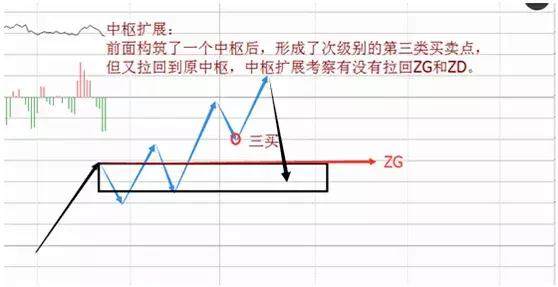 中枢扩展：
前面构筑了一个中枢后，形成了次级别的第三类买卖点，
但又拉回到原中枢，中枢扩展考察有没有拉回ZG和ZD。
三买
ZG